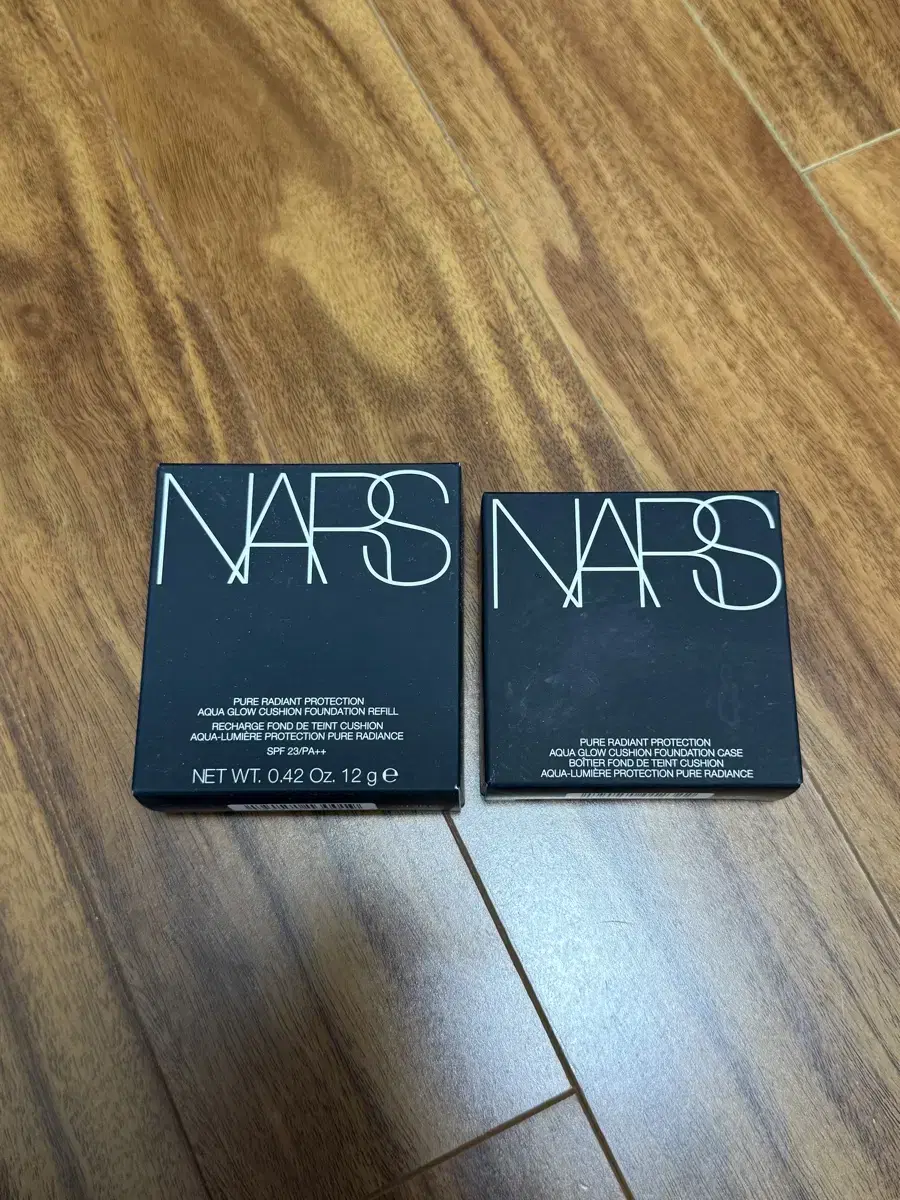 NARS
PURE RADIANT PROTECTION
AQUA GLOW CUSHION FOUNDATION REFILL
RECHARGE FOND DE TEINT CUSHION
AQUA-LUMIÈRE PROTECTION PURE RADIANCE
SPF 23/PA++
NET WT. 0.42 Oz. 12 g ℮
NARS
PURE RADIANT PROTECTION
AQUA GLOW CUSHION FOUNDATION CASE
BOÎTIER FOND DE TEINT CUSHION
AQUA-LUMIÈRE PROTECTION PURE RADIANCE